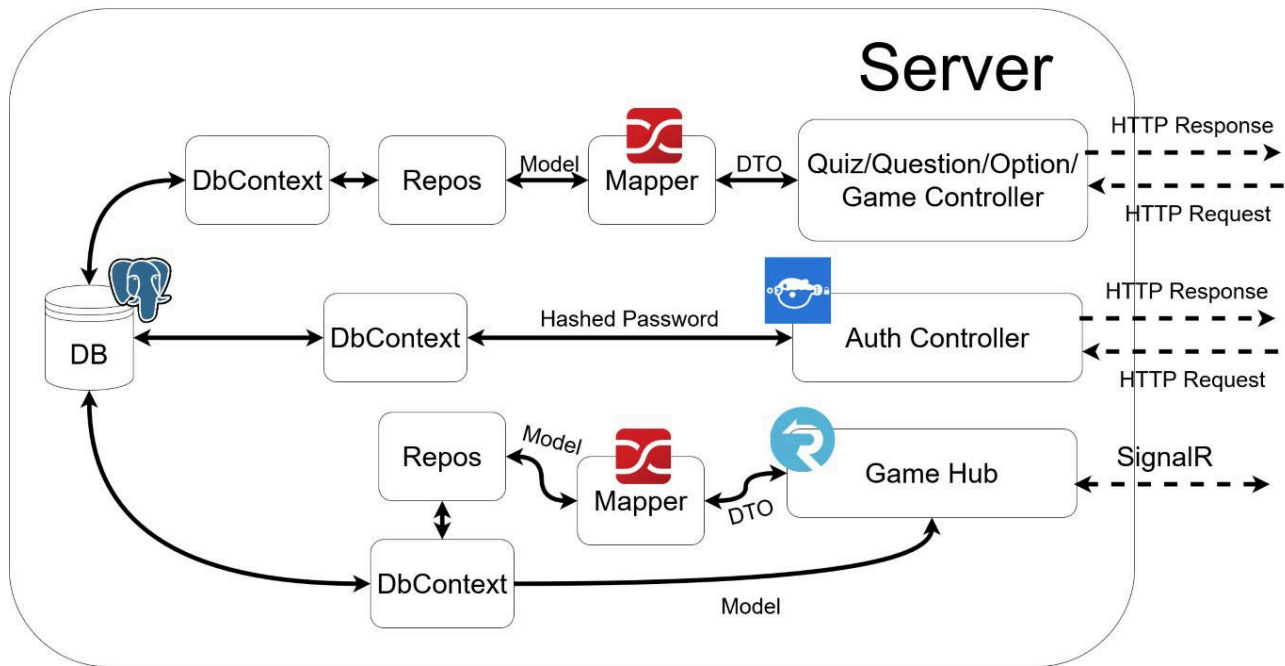 Server
HTTP Response
DbContext
Repos
Model
Mapper
DTO
Quiz/Question/Option/
Game Controller
HTTP Request
DB
DbContext
Hashed Password
Auth Controller
HTTP Response
HTTP Request
Repos
Model
Mapper
DTO
Game Hub
SignalR
DbContext
Model